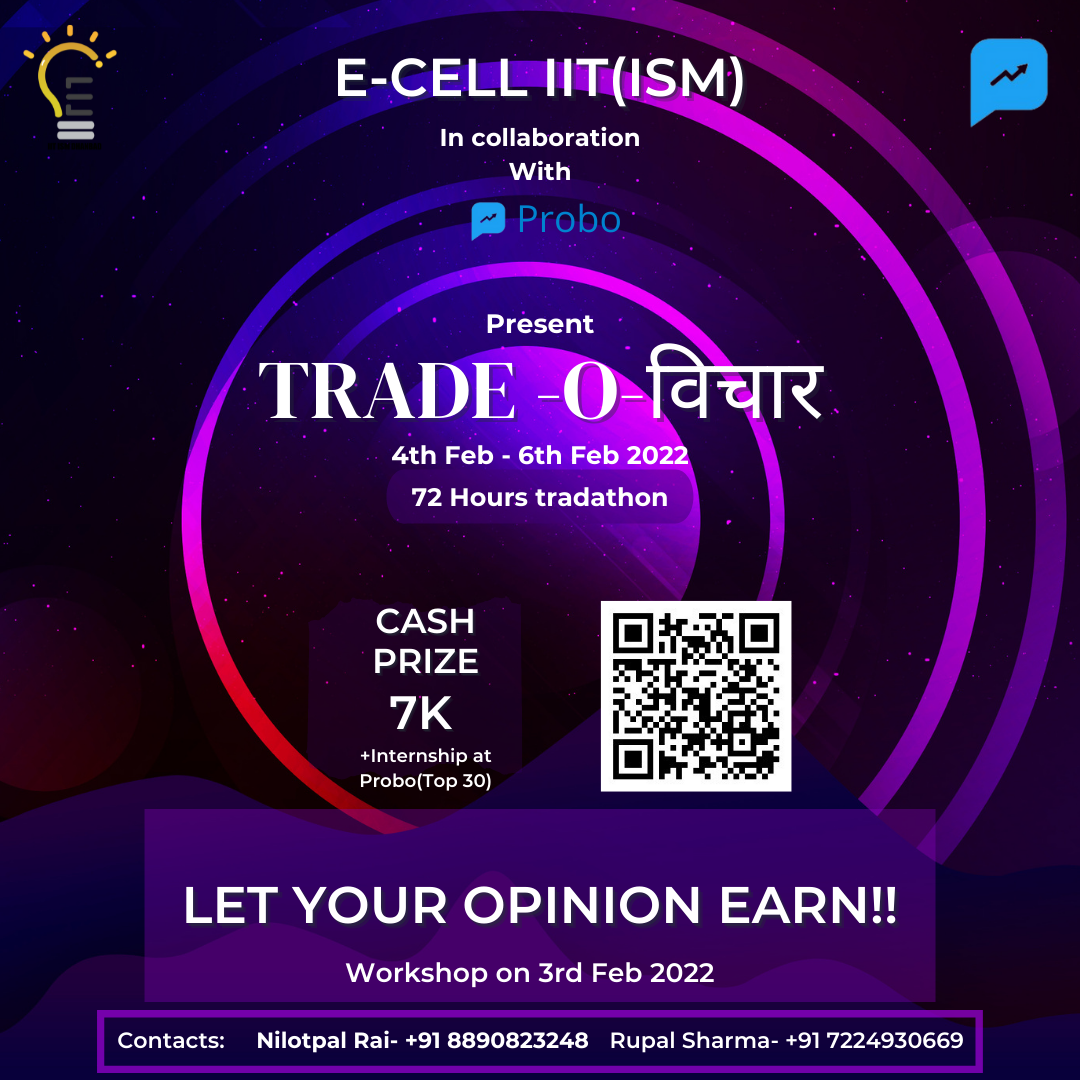 E-CELL IIT(ISM)
In collaboration
With
Probo
Present
TRADE -O-विचार
4th Feb - 6th Feb 2022
72 Hours tradathon
CASH
PRIZE
7K
+Internship at
Probo(Top 30)
LET YOUR OPINION EARN!!
Workshop on 3rd Feb 2022
Contacts: Nilotpal Rai- +91 8890823248 Rupal Sharma- +91 7224930669